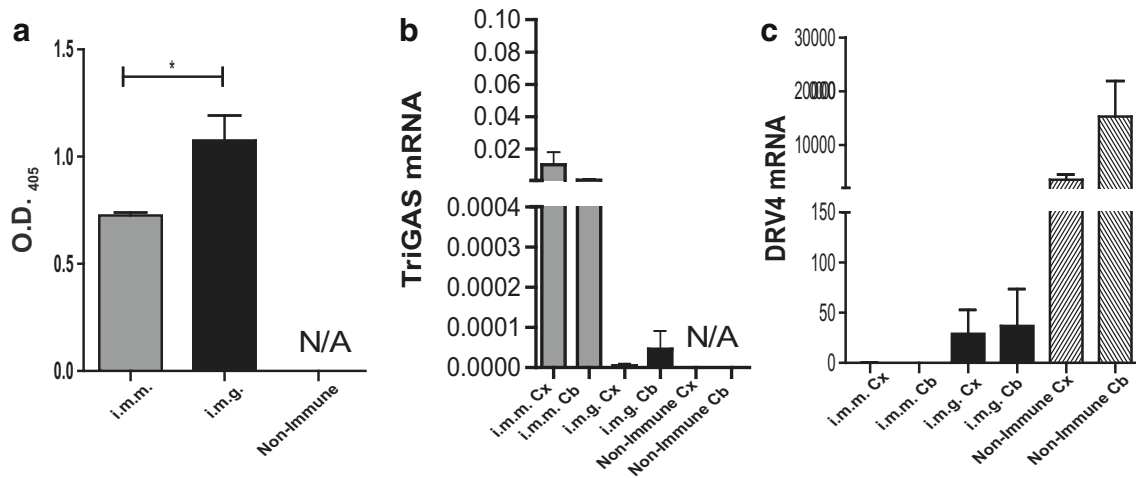 a
O.D. 405
1.5
1.0
0.5
0.0
*
N/A
i.m.m.
i.m.g.
Non-Immune
b
TriGAS mRNA
0.10
0.08
0.06
0.04
0.02
0.0004
0.0003
0.0002
0.0001
0.0000
N/A
i.m.m. Cx
i.m.m. Cb
i.m.g. Cx
i.m.g. Cb
Non-Immune Cx
Non-Immune Cb
c
DRV4 mRNA
30000
10000
150
100
50
0
i.m.m. Cx
i.m.m. Cb
i.m.g. Cx
i.m.g. Cb
Non-Immune Cx
Non-Immune Cb